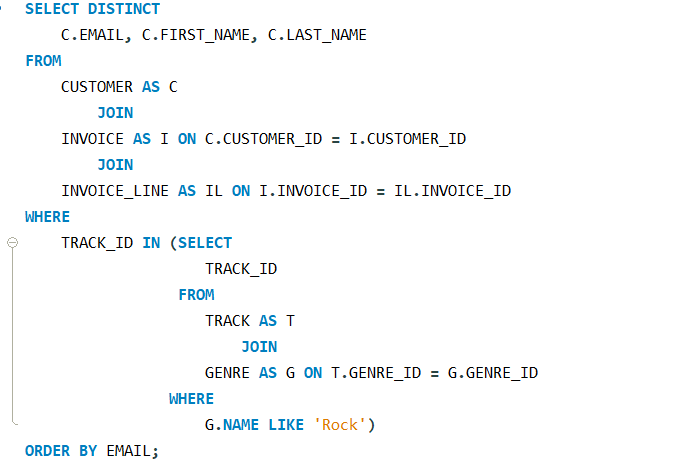 SELECT DISTINCT
    C.EMAIL, C.FIRST_NAME, C.LAST_NAME
FROM
    CUSTOMER AS C
        JOIN
    INVOICE AS I ON C.CUSTOMER_ID = I.CUSTOMER_ID
        JOIN
    INVOICE_LINE AS IL ON I.INVOICE_ID = IL.INVOICE_ID
WHERE
    TRACK_ID IN (SELECT
                    TRACK_ID
                 FROM
                    TRACK AS T
                        JOIN
                    GENRE AS G ON T.GENRE_ID = G.GENRE_ID
                WHERE
                    G.NAME LIKE 'Rock')
ORDER BY EMAIL;